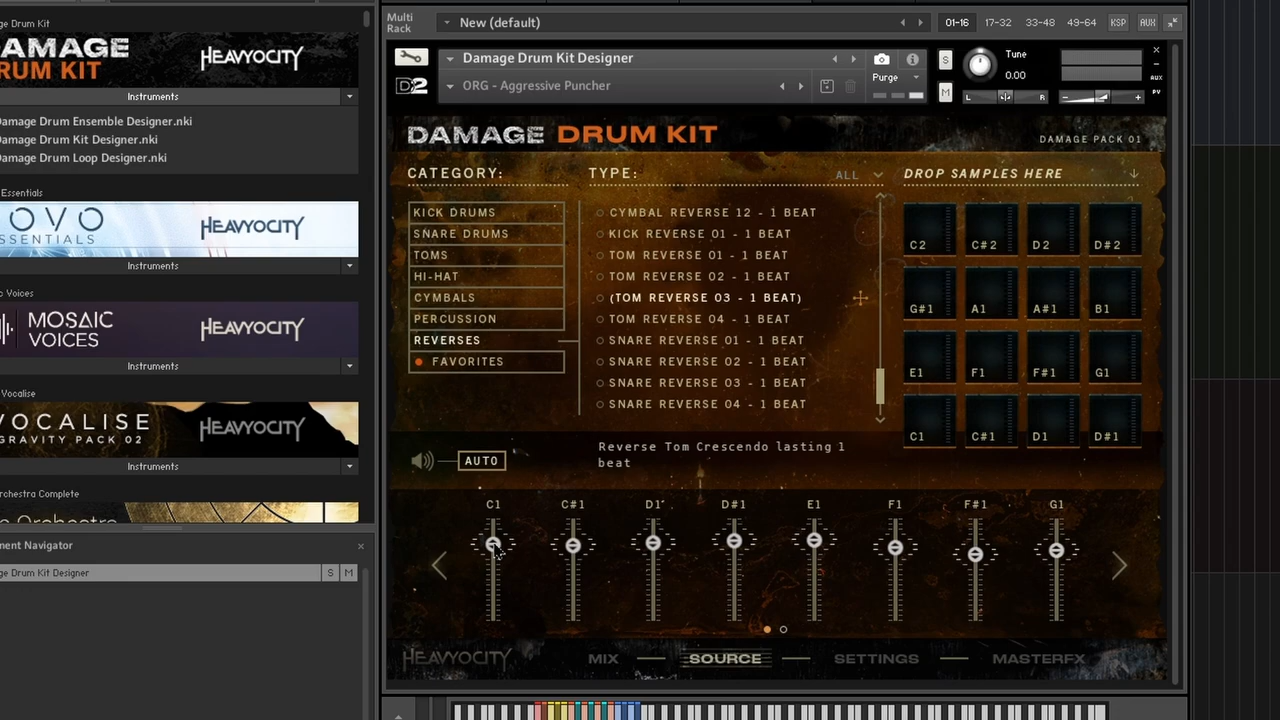 age Drum Kit
AMAGE
RUM KIT
HEAVYOCITY
Instruments
amage Drum Ensemble Designer.nki
amage Drum Kit Designer.nki
amage Drum Loop Designer.nki
Essentials
OVO
SSENTIALS
HEAVYOCITY
Instruments
o Voices
MOSAIC
VOICES
HEAVYOCITY
Instruments
Vocalise
VOCALISE
GRAVITY PACK 02
HEAVYOCITY
Instruments
rchestra Complete
ment Navigator
ge Drum Kit Designer
S M
Multi
Rack
New (default)
01-16 17-32 33-48 49-64 KSP AUX
Damage Drum Kit Designer
D2
ORG - Aggressive Puncher
Purge
S
M
Tune
0.00
L R
- +
AUX
PV
DAMAGE DRUM KIT
DAMAGE PACK 01
CATEGORY:
KICK DRUMS
SNARE DRUMS
TOMS
HI-HAT
CYMBALS
PERCUSSION
REVERSES
FAVORITES
TYPE:
ALL
CYMBAL REVERSE 12 - 1 BEAT
KICK REVERSE 01 - 1 BEAT
TOM REVERSE 01 - 1 BEAT
TOM REVERSE 02 - 1 BEAT
(TOM REVERSE 03 - 1 BEAT)
TOM REVERSE 04 - 1 BEAT
SNARE REVERSE 01 - 1 BEAT
SNARE REVERSE 02 - 1 BEAT
SNARE REVERSE 03 - 1 BEAT
SNARE REVERSE 04 - 1 BEAT
DROP SAMPLES HERE
C2 C#2 D2 D#2
G#1 A1 A#1 B1
E1 F1 F#1 G1
C1 C#1 D1 D#1
AUTO
Reverse Tom Crescendo lasting 1
beat
C1 C#1 D1 D#1 E1 F1 F#1 G1
HEAVYOCITY
MIX SOURCE SETTINGS MASTERFX